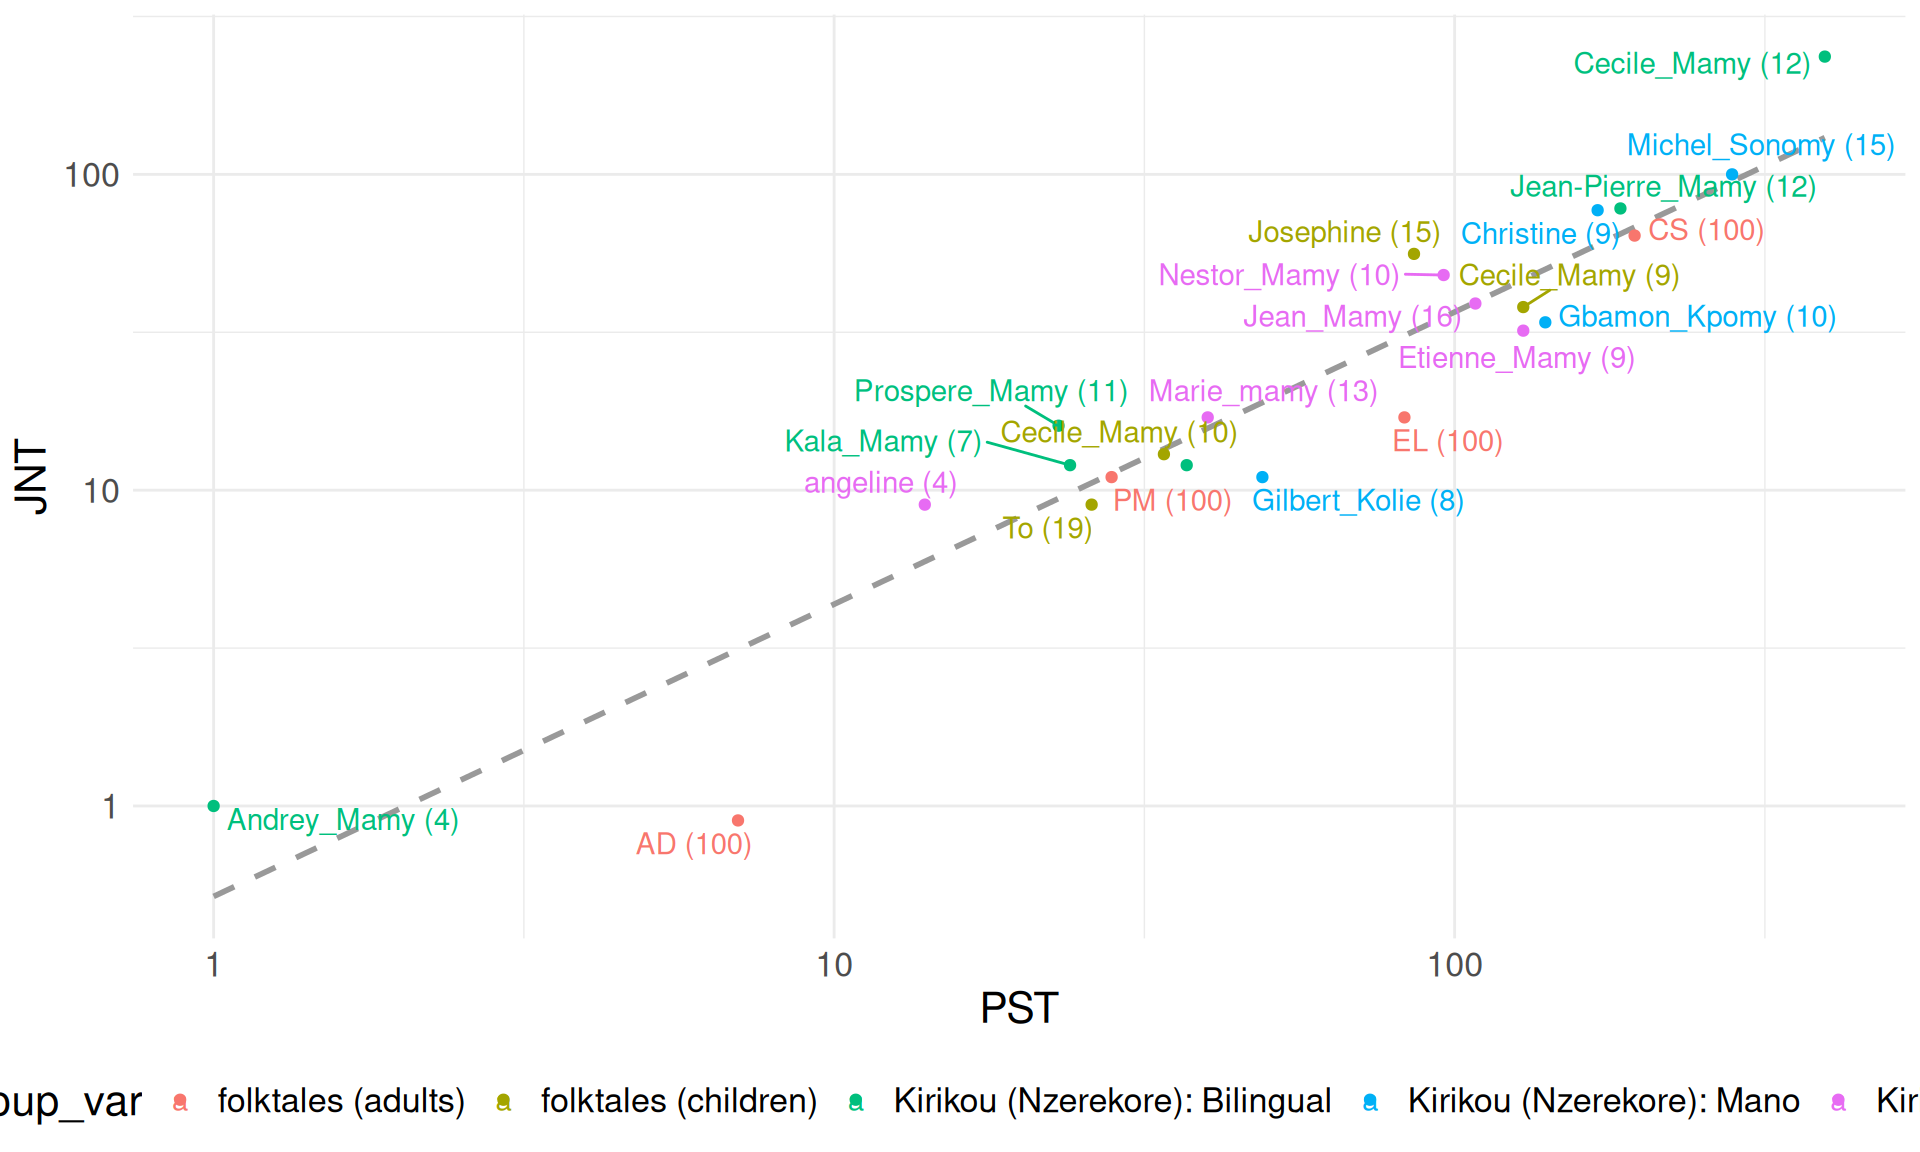 Cecile_Mamy (12)
Michel_Sonomy (15)
100
Jean-Pierre_Mamy (12)
Josephine (15)
Christine (9)
CS (100)
Nestor_Mamy (10)
Cecile_Mamy (9)
Jean_Mamy (16)
Gbamon_Kpomy (10)
Etienne_Mamy (9)
Prospere_Mamy (11)
Marie_mamy (13)
Cecile_Mamy (10)
Kala_Mamy (7)
EL (100)
JNT
angeline (4)
10
PM (100)
Gilbert_Kolie (8)
To (19)
1
Andrey_Mamy (4)
AD (100)
1
10
100
PST
oup_var
folktales (adults)
folktales (children)
Kirikou (Nzerekore): Bilingual
Kirikou (Nzerekore): Mano
Kir